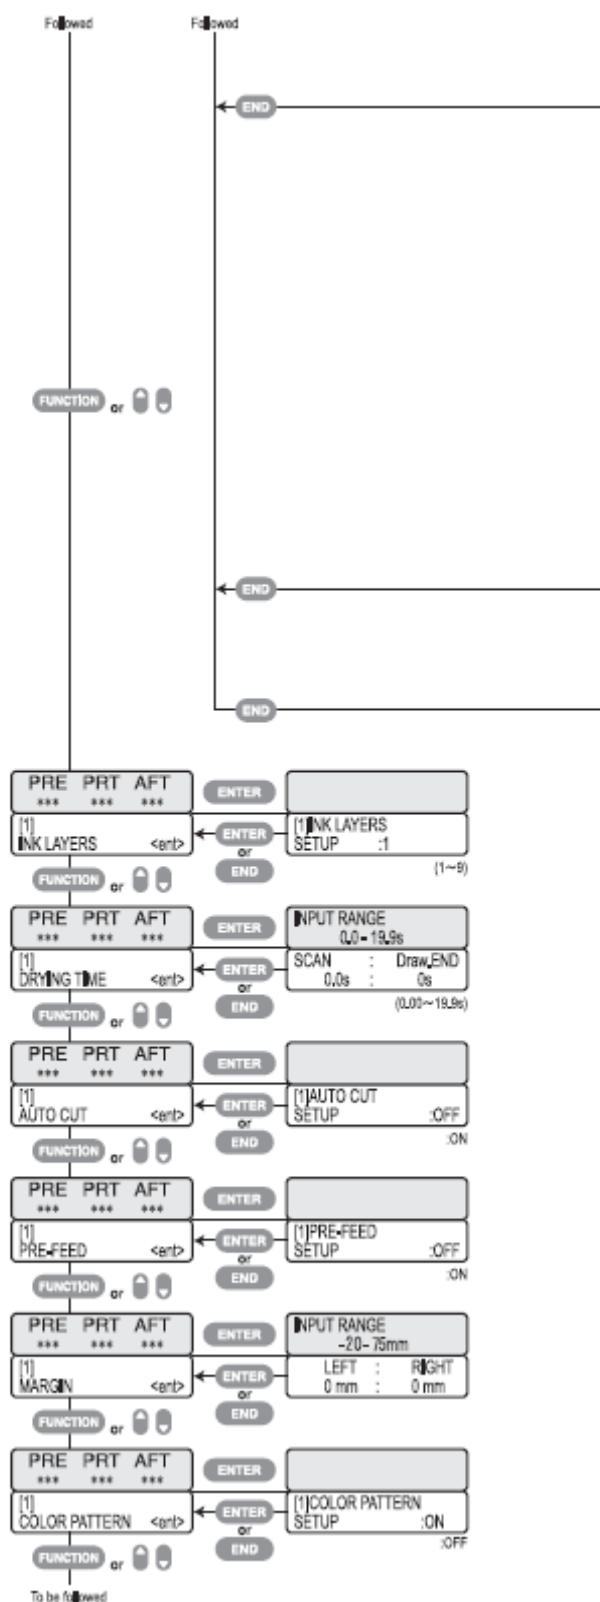 Followed Followed
END
FUNCTION or
END
END
PRE PRT AFT
*** *** ***
ENTER
[1]
INK LAYERS <ent>
ENTER
or
END
[1]INK LAYERS
SETUP :1
(1~9)
FUNCTION or
PRE PRT AFT
*** *** ***
ENTER
INPUT RANGE
0.0 - 19.9s
[1]
DRYING TIME <ent>
ENTER
or
END
SCAN : Draw_END
0.0s : 0s
(0.00~19.9s)
FUNCTION or
PRE PRT AFT
*** *** ***
ENTER
[1]
AUTO CUT <ent>
ENTER
or
END
[1]AUTO CUT
SETUP :OFF
:ON
FUNCTION or
PRE PRT AFT
*** *** ***
ENTER
[1]
PRE-FEED <ent>
ENTER
or
END
[1]PRE-FEED
SETUP :OFF
:ON
FUNCTION or
PRE PRT AFT
*** *** ***
ENTER
INPUT RANGE
-20- 75mm
[1]
MARGIN <ent>
ENTER
or
END
LEFT : RIGHT
0 mm : 0 mm
FUNCTION or
PRE PRT AFT
*** *** ***
ENTER
[1]
COLOR PATTERN <ent>
ENTER
or
END
[1]COLOR PATTERN
SETUP :ON
:OFF
FUNCTION or
To be followed